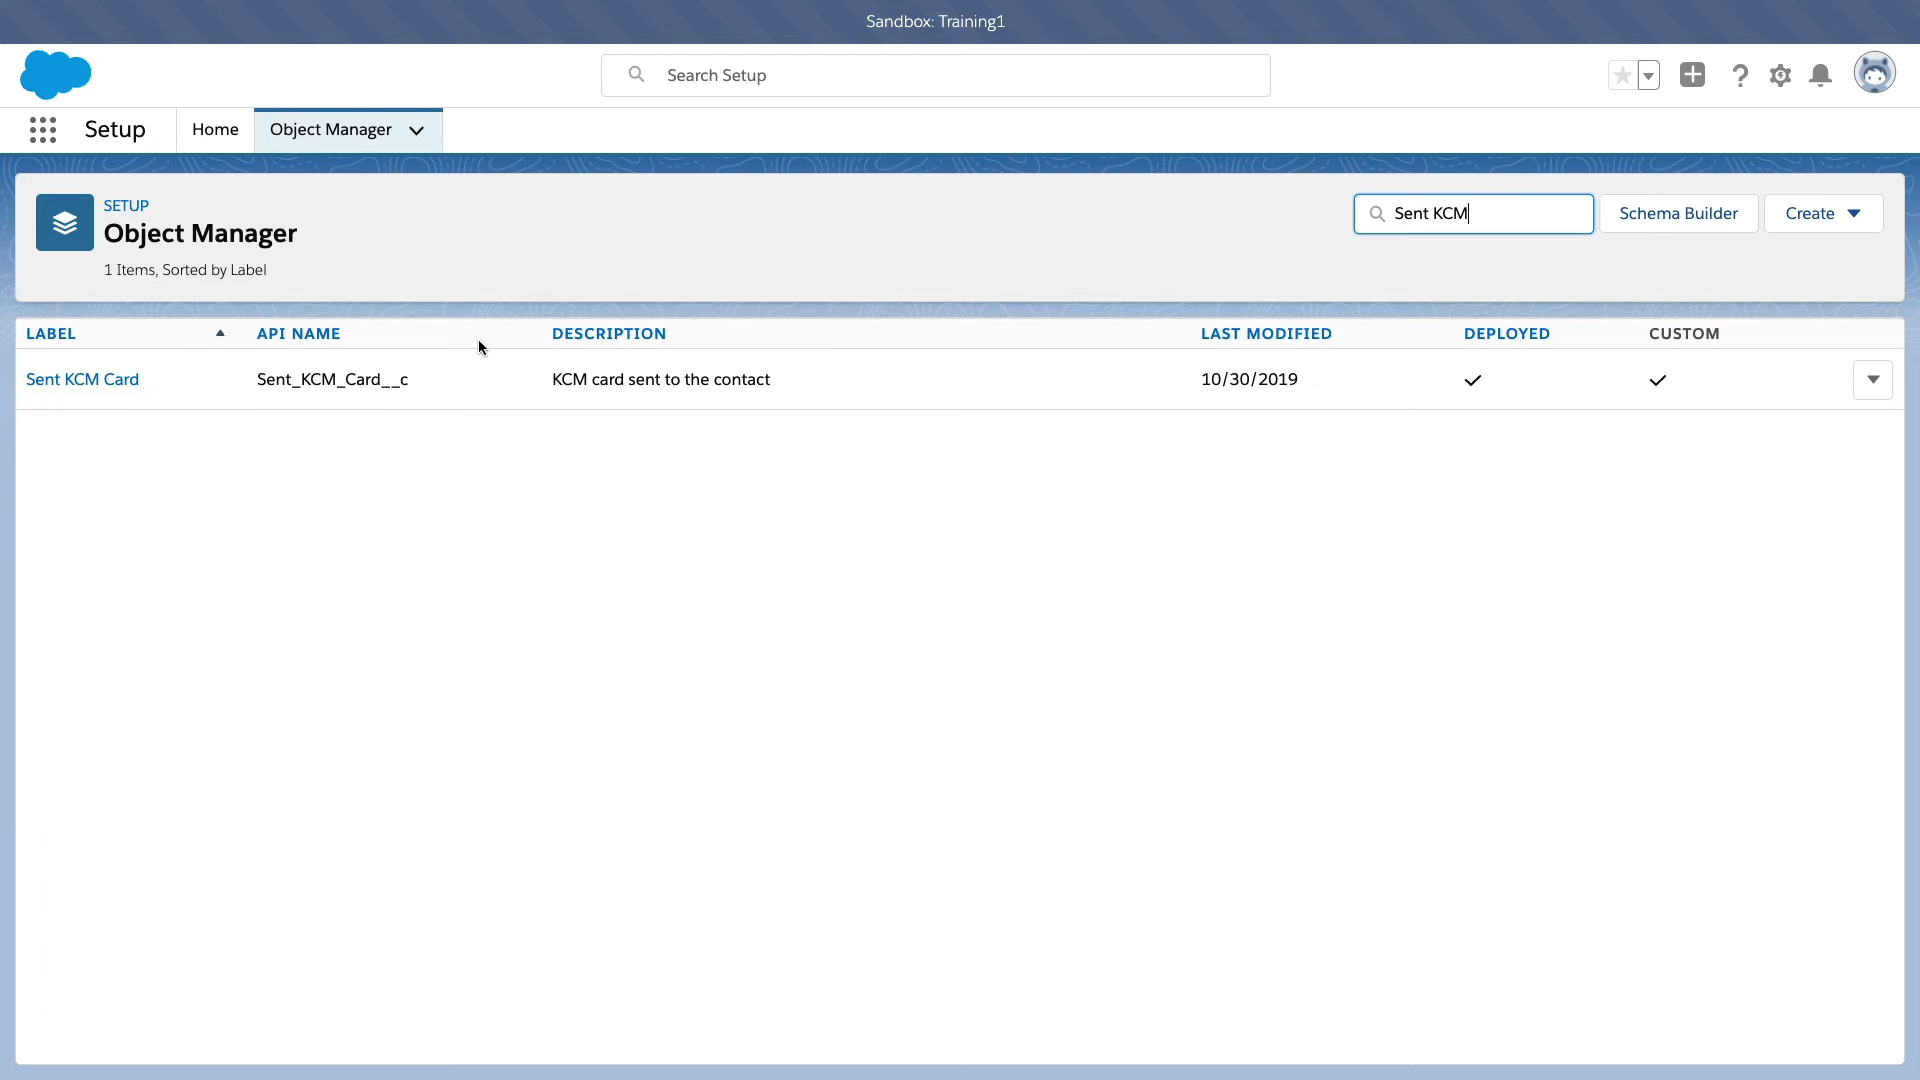 Sandbox: Training1
Search Setup
Setup
Home
Object Manager
SETUP
Object Manager
1 Items, Sorted by Label
Sent KCM
Schema Builder
Create
LABEL API NAME DESCRIPTION LAST MODIFIED DEPLOYED CUSTOM
Sent KCM Card Sent_KCM_Card__c KCM card sent to the contact 10/30/2019